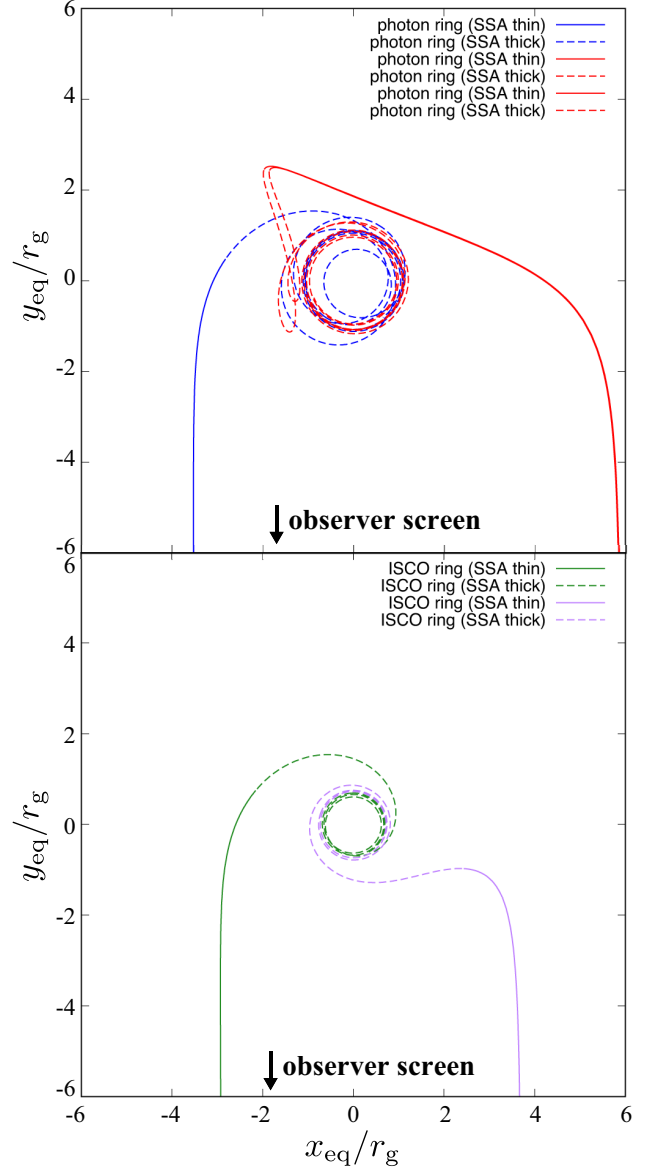 photon ring (SSA thin)
photon ring (SSA thick)
photon ring (SSA thin)
photon ring (SSA thick)
photon ring (SSA thin)
photon ring (SSA thick)
6
4
2
0
-2
-4
-6
y_eq/r_g
observer screen
ISCO ring (SSA thin)
ISCO ring (SSA thick)
ISCO ring (SSA thin)
ISCO ring (SSA thick)
6
4
2
0
-2
-4
-6
y_eq/r_g
observer screen
-6 -4 -2 0 2 4 6
x_eq/r_g